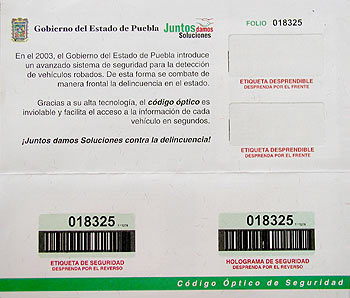 Gobierno del Estado de Puebla
Juntos damos
Soluciones
FOLIO 018325
En el 2003, el Gobierno del Estado de Puebla introduce
un avanzado sistema de seguridad para la detección
de vehículos robados. De esta forma se combate de
manera frontal la delincuencia en el estado.
Gracias a su alta tecnología, el código óptico es
inviolable y facilita el acceso a la información de cada
vehículo en segundos.
¡Juntos damos Soluciones contra la delincuencia!
ETIQUETA DESPRENDIBLE
DESPRENDA POR EL FRENTE
ETIQUETA DESPRENDIBLE
DESPRENDA POR EL FRENTE
018325
ETIQUETA DE SEGURIDAD
DESPRENDA POR EL REVERSO
018325
HOLOGRAMA DE SEGURIDAD
DESPRENDA POR EL REVERSO
Código Óptico de Seguridad